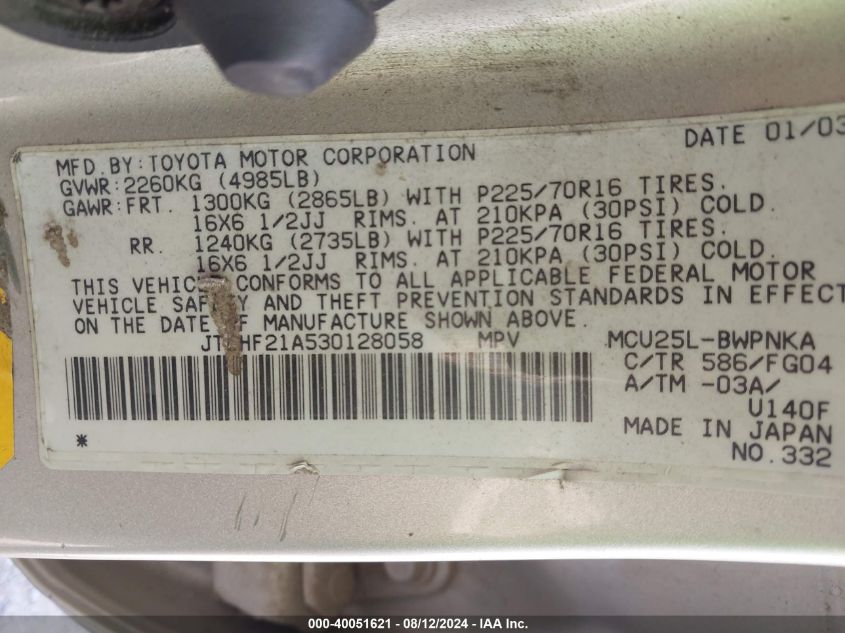 DATE 01/03
MFD.BY:TOYOTA MOTOR CORPORATION
GVWR:2260KG (4985LB)
GAWR:FRT. 1300KG (2865LB) WITH P225/70R16 TIRES.
16X6 1/2JJ RIMS. AT 210KPA (30PSI) COLD.
RR. 1240KG (2735LB) WITH P225/70R16 TIRES.
16X6 1/2JJ RIMS. AT 210KPA (30PSI) COLD.
THIS VEHICLE CONFORMS TO ALL APPLICABLE FEDERAL MOTOR
VEHICLE SAFETY AND THEFT PREVENTION STANDARDS IN EFFECT
ON THE DATE OF MANUFACTURE SHOWN ABOVE.
MPV MCU25L-BWPNKA
C/TR 586/FG04
A/TM -03A/
U140F
MADE IN JAPAN
*
NO.332
000-40051621 - 08/12/2024 - IAA Inc.